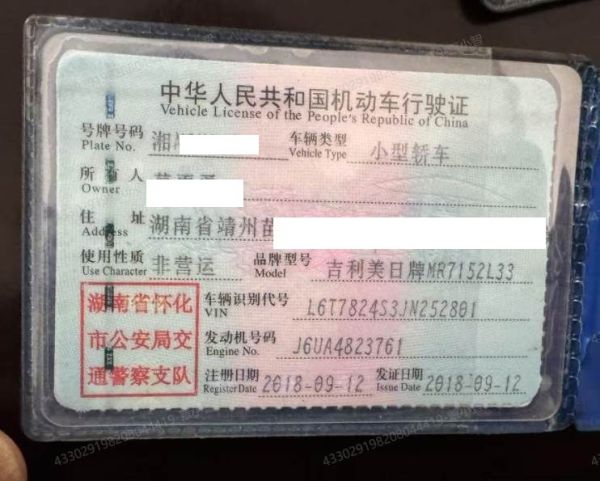 中华人民共和国机动车行驶证
Vehicle License of the People's Republic of China
号牌号码 湘 车辆类型 小型轿车
Plate No. Vehicle Type
所有人
Owner
住址 湖南省靖州苗
Address
使用性质 非营运 品牌型号 吉利美日牌MR7152L33
Use Character Model
湖南省怀化
市公安局交
通警察支队
车辆识别代号 L6T7824S3JN252801
VIN
发动机号码 J6UA4823761
Engine No.
注册日期 2018-09-12 发证日期 2018-09-12
Register Date Issue Date